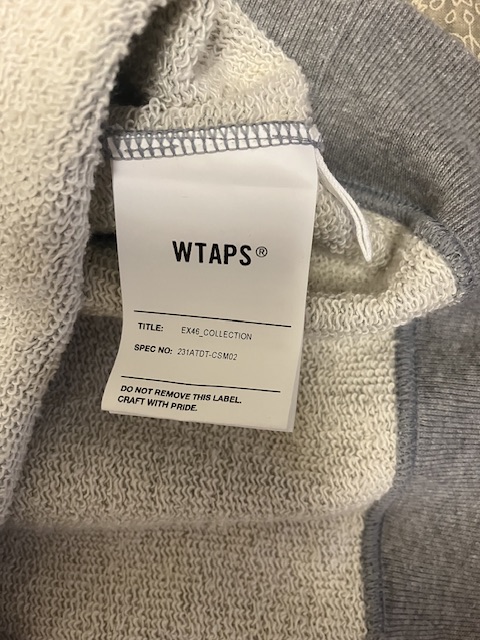 WTAPS®
TITLE: EX46_COLLECTION
SPEC NO: 231ATDT-CSM02
DO NOT REMOVE THIS LABEL.
CRAFT WITH PRIDE.